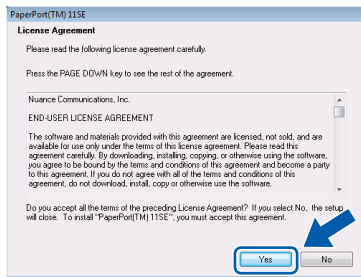 PaperPort(TM) 11SE
License Agreement
Please read the following license agreement carefully.
Press the PAGE DOWN key to see the rest of the agreement.
Nuance Communications, Inc.
END-USER LICENSE AGREEMENT
The software and materials provided with this agreement are licensed, not sold, and are
available for use only under the terms of this license agreement. Please read this
agreement carefully. By downloading, installing, copying, or otherwise using the software,
you agree to be bound by the terms and conditions of this agreement and become a party
to this agreement. If you do not agree with all of the terms and conditions of this
agreement, do not download, install, copy or otherwise use the software.
Do you accept all the terms of the preceding License Agreement? If you select No, the setup
will close. To install "PaperPort(TM) 11SE", you must accept this agreement.
Yes
No